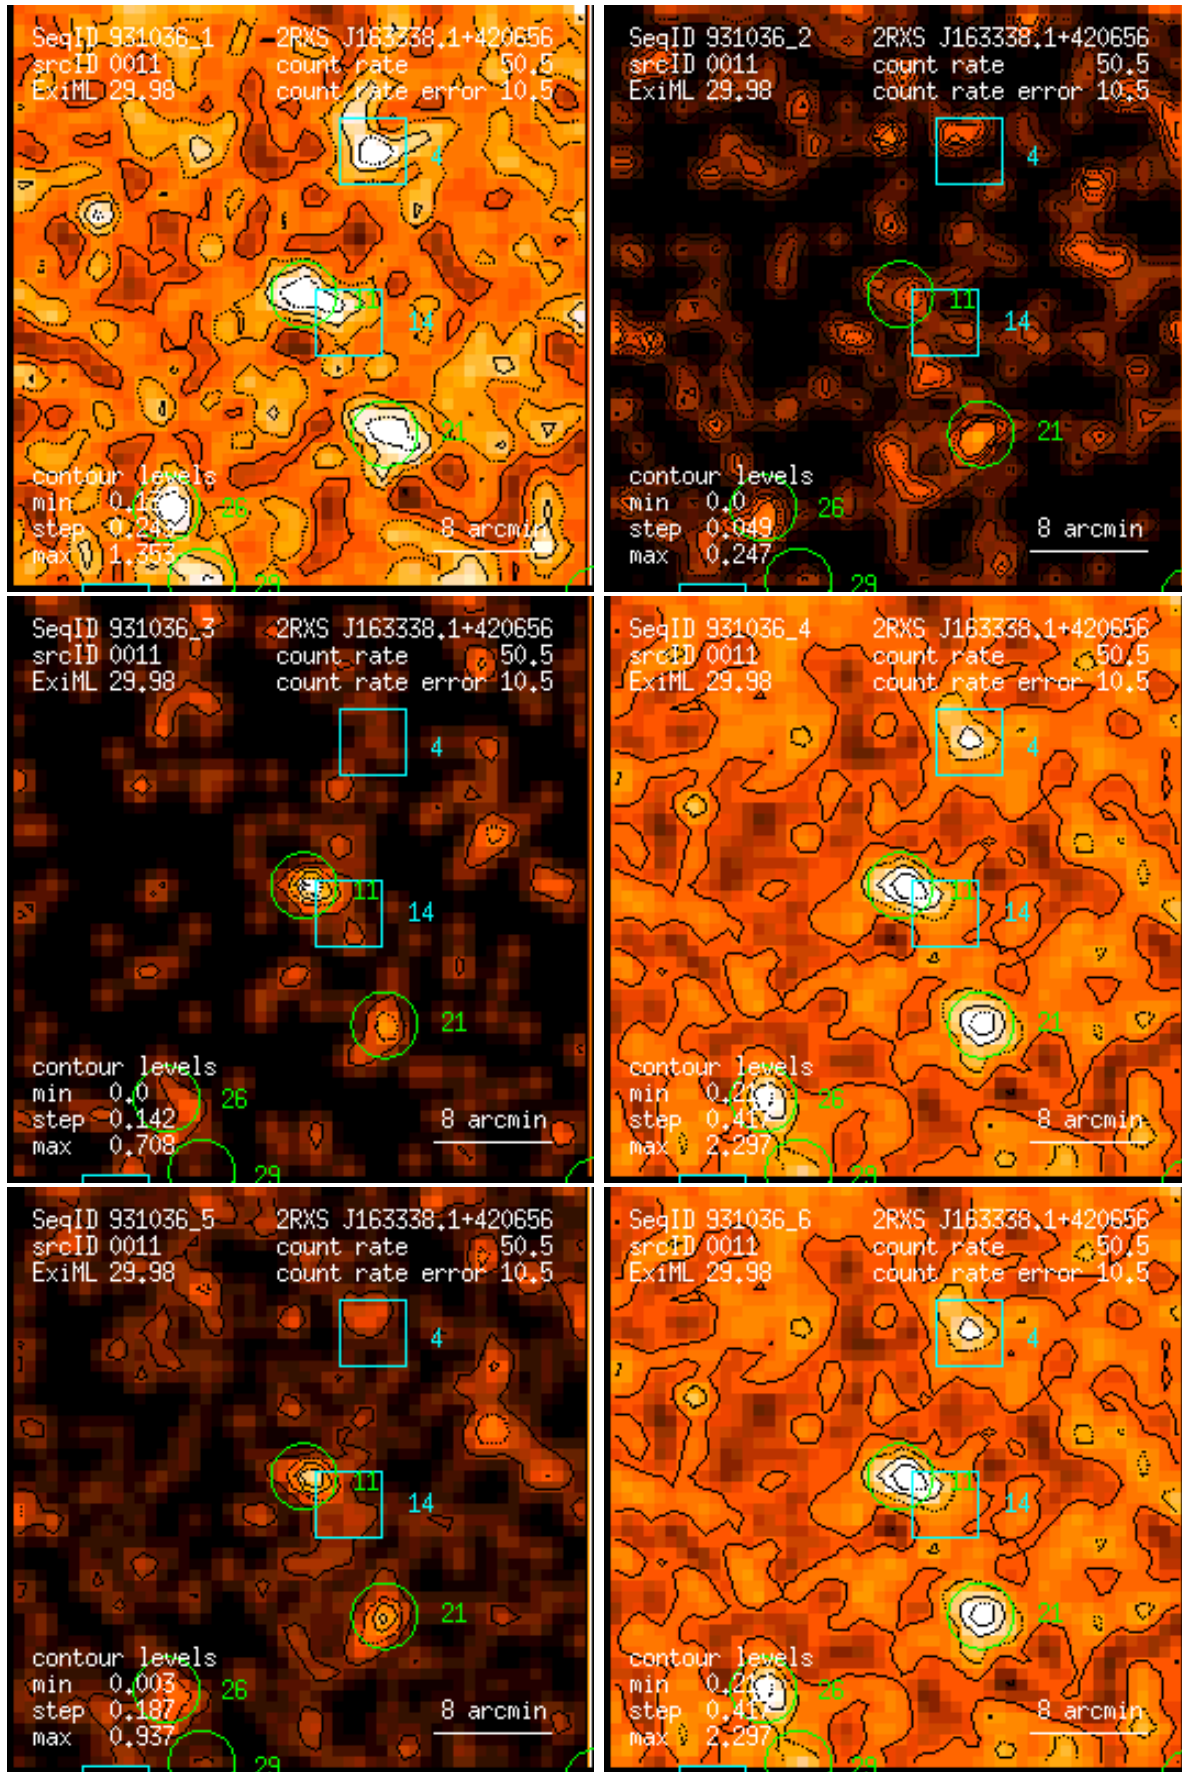 SeqID 931036_1 2RXS J163338.1+420656
srcID 0011 count rate 50.5
ExiML 29.98 count rate error 10.5
4
11
14
21
contour levels
min
step
max 1.353
26
8 arcmin
29
SeqID 931036_2 2RXS J163338.1+420656
srcID 0011 count rate 50.5
ExiML 29.98 count rate error 10.5
4
11
14
21
contour levels
min 0.0
step 0.049
max 0.247
26
8 arcmin
29
SeqID 931036_3 2RXS J163338.1+420656
srcID 0011 count rate 50.5
ExiML 29.98 count rate error 10.5
4
11
14
21
contour levels
min 0.0
step 0.142
max 0.708
26
8 arcmin
29
SeqID 931036_4 2RXS J163338.1+420656
srcID 0011 count rate 50.5
ExiML 29.98 count rate error 10.5
4
11
14
21
contour levels
min
step 0.417
max 2.297
26
8 arcmin
29
SeqID 931036_5 2RXS J163338.1+420656
srcID 0011 count rate 50.5
ExiML 29.98 count rate error 10.5
4
11
14
21
contour levels
min 0.003
step 0.187
max 0.937
26
8 arcmin
29
SeqID 931036_6 2RXS J163338.1+420656
srcID 0011 count rate 50.5
ExiML 29.98 count rate error 10.5
4
11
14
21
contour levels
min
step 0.417
max 2.297
26
8 arcmin
29